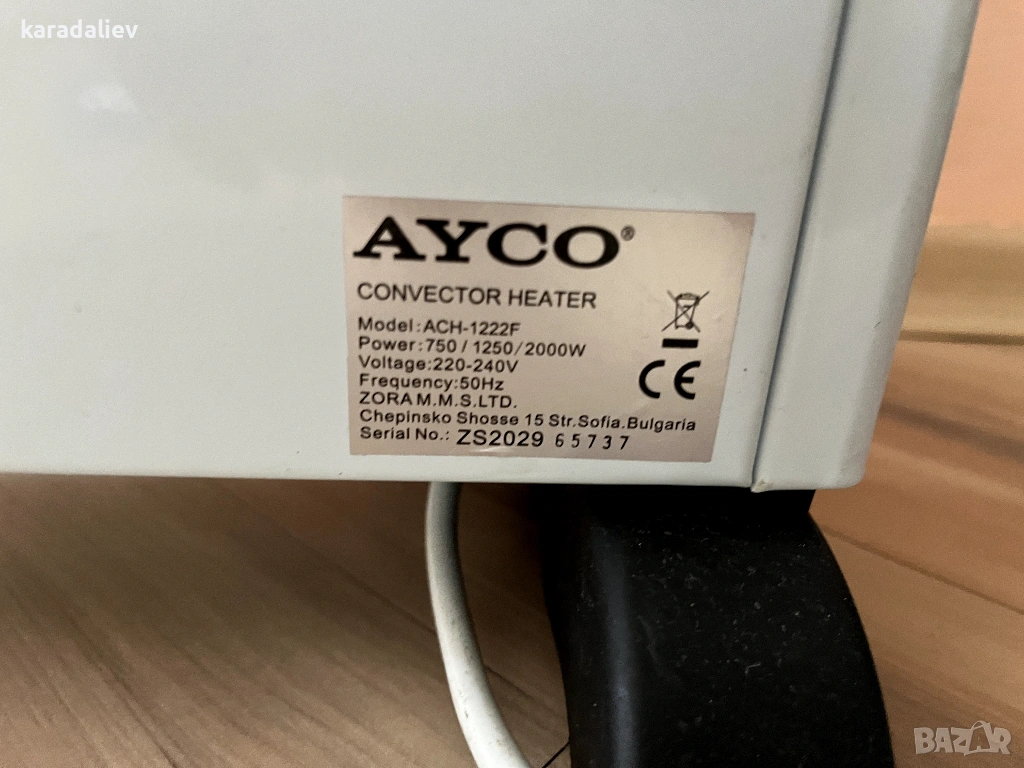 karadaliev
AYCO®
CONVECTOR HEATER
Model:ACH-1222F
Power:750/1250/2000W
Voltage:220-240V
Frequency:50Hz
ZORA M.M.S.LTD.
Chepinsko Shosse 15 Str.Sofia.Bulgaria
Serial No.: ZS2029 65737
CE
BAZAR